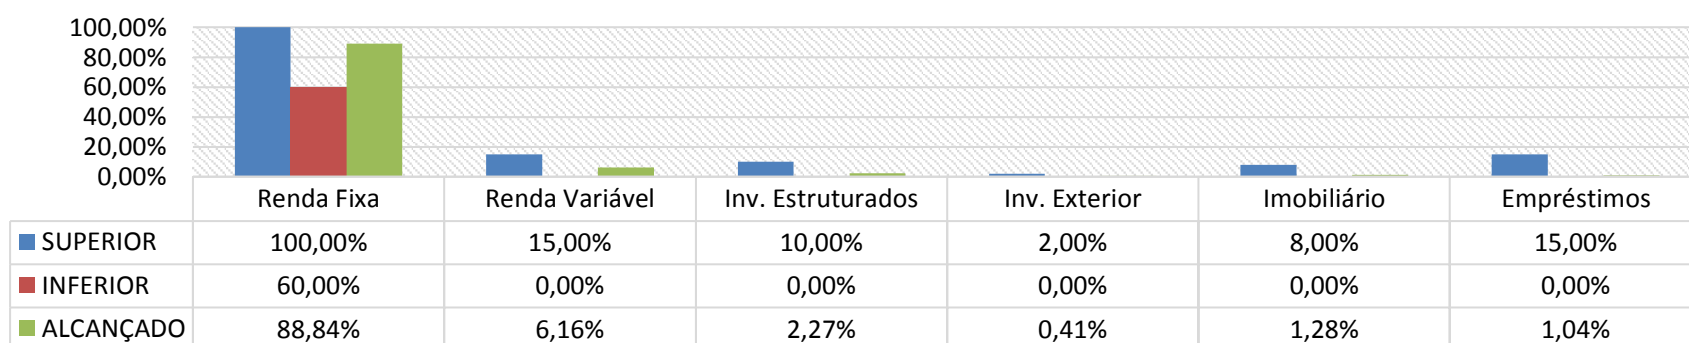 100,00%
80,00%
60,00%
40,00%
20,00%
0,00%
Renda Fixa Renda Variável Inv. Estruturados Inv. Exterior Imobiliário Empréstimos
SUPERIOR 100,00% 15,00% 10,00% 2,00% 8,00% 15,00%
INFERIOR 60,00% 0,00% 0,00% 0,00% 0,00% 0,00%
ALCANÇADO 88,84% 6,16% 2,27% 0,41% 1,28% 1,04%